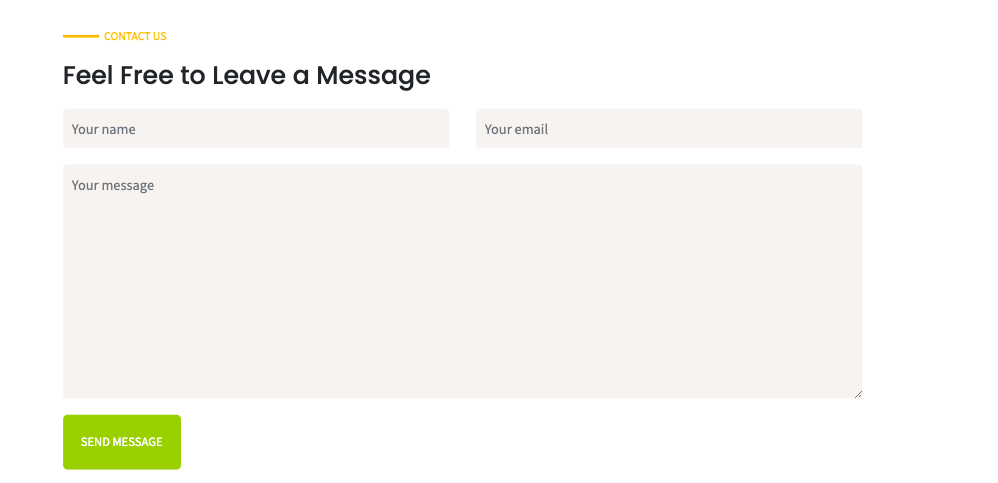 CONTACT US
Feel Free to Leave a Message
Your name
Your email
Your message
SEND MESSAGE